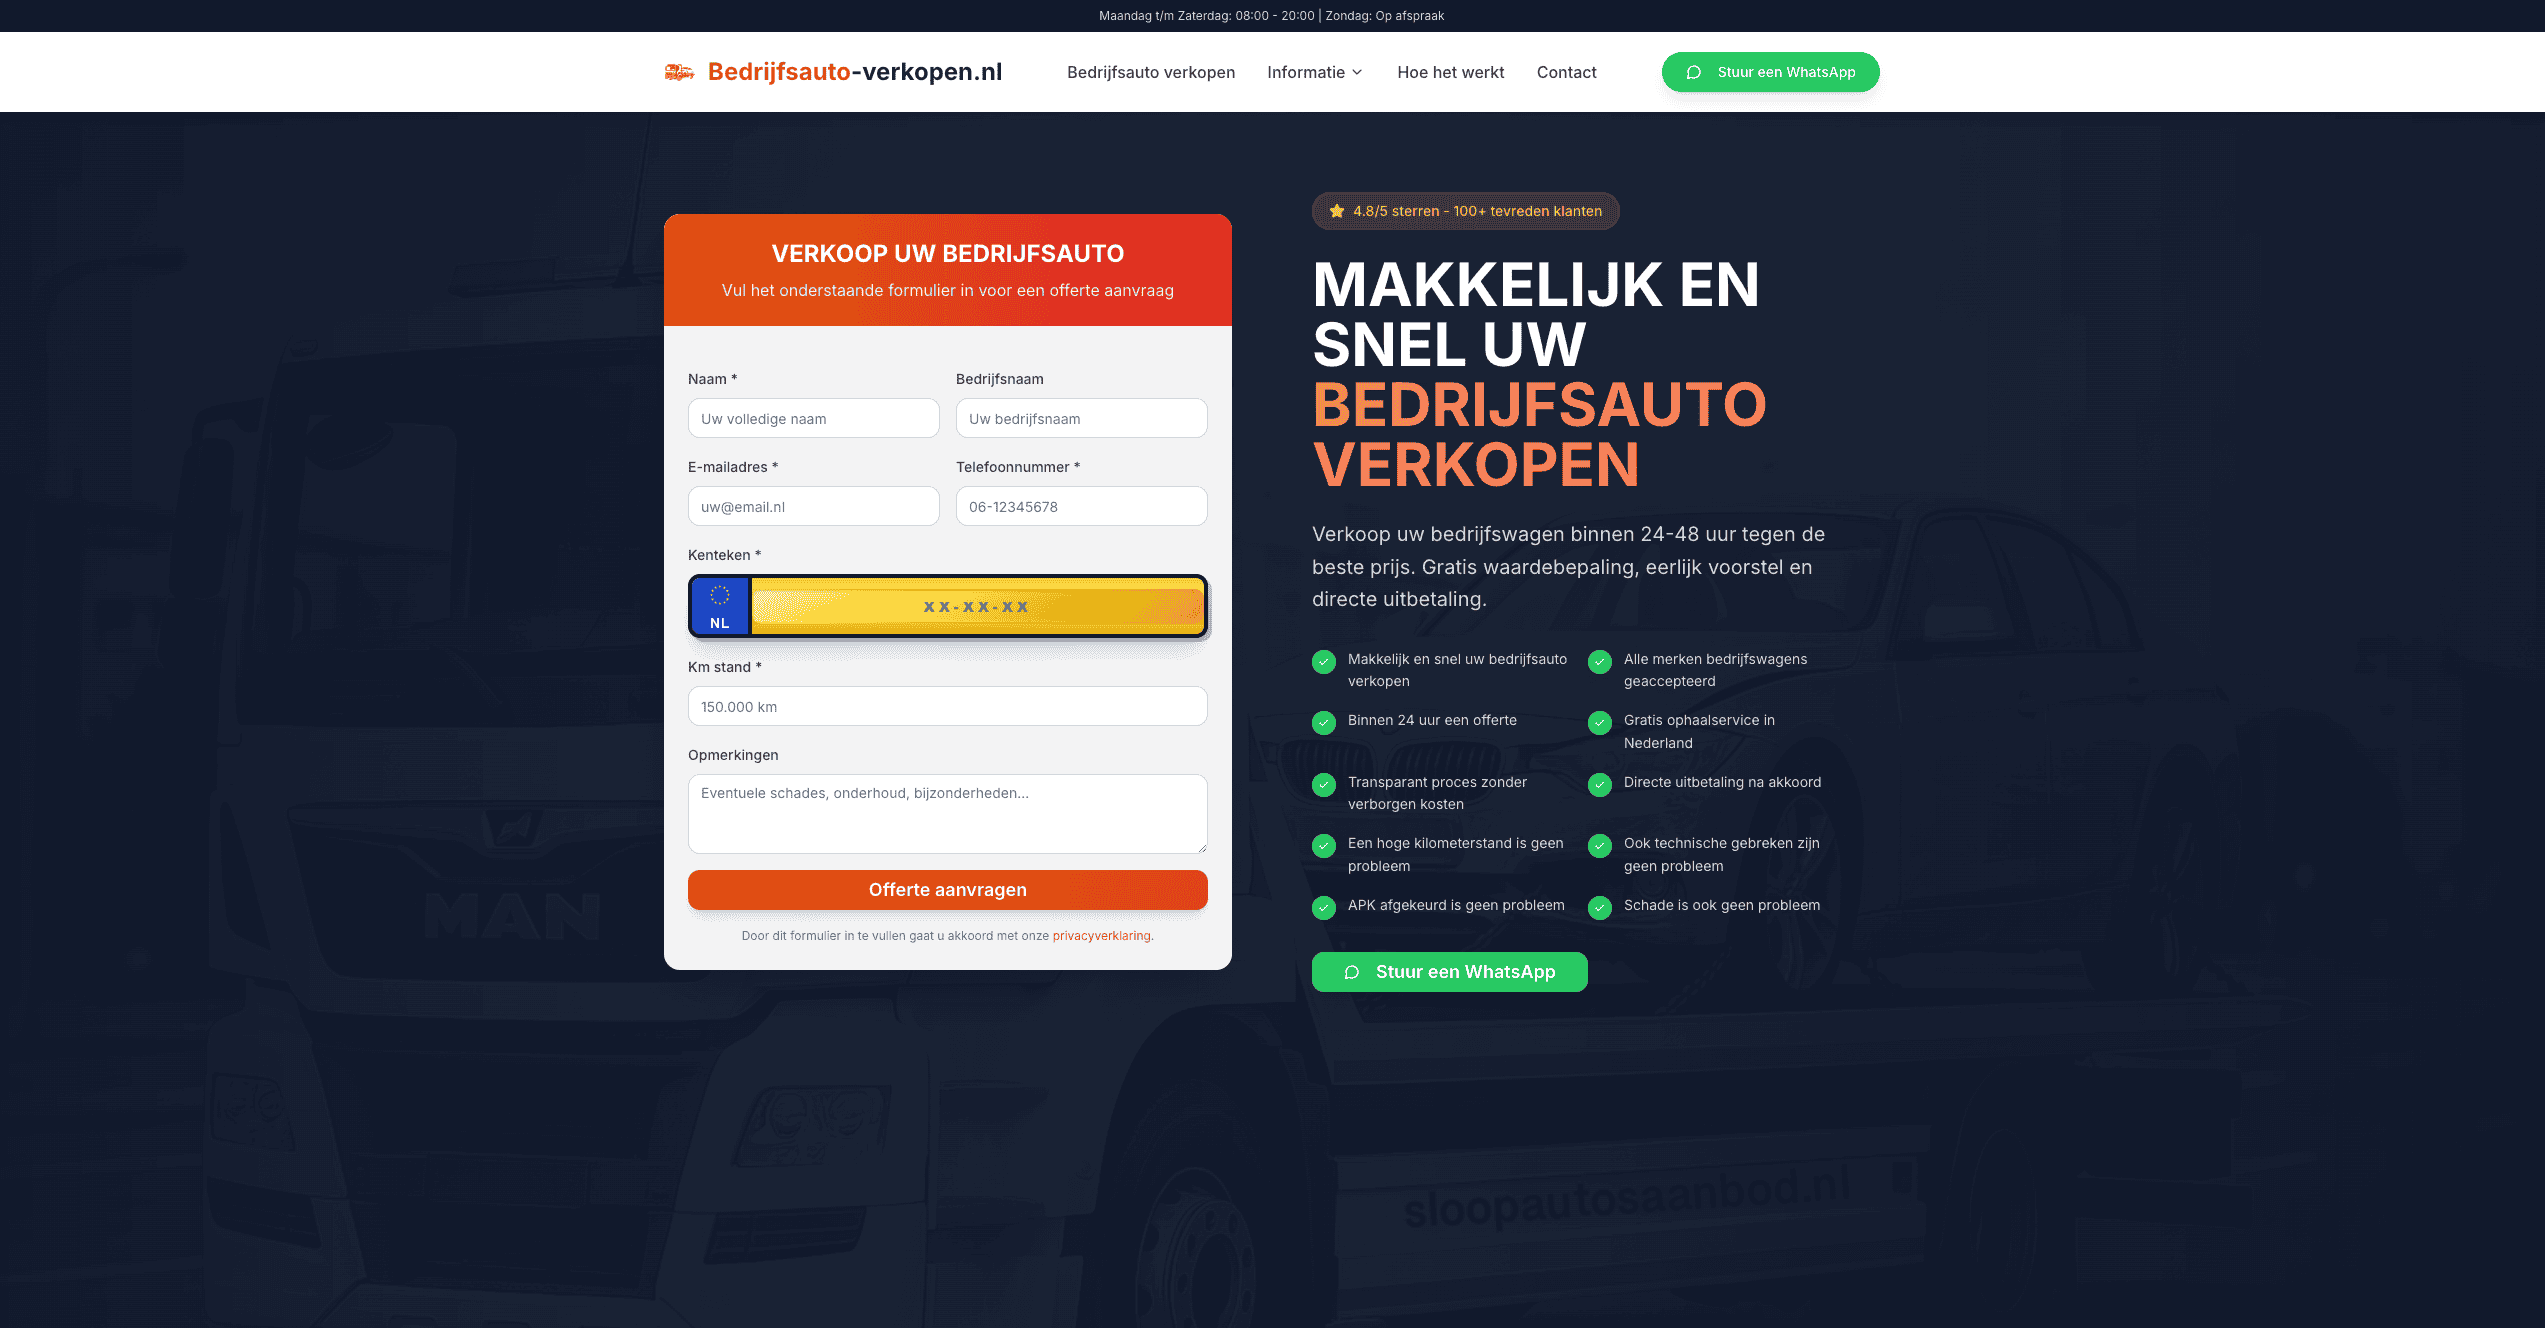 Maandag t/m Zaterdag: 08:00 - 20:00 | Zondag: Op afspraak
Bedrijfsauto-verkopen.nl
Bedrijfsauto verkopen
Informatie
Hoe het werkt
Contact
Stuur een WhatsApp
VERKOOP UW BEDRIJFSAUTO
Vul het onderstaande formulier in voor een offerte aanvraag
Naam *
Bedrijfsnaam
Uw volledige naam
Uw bedrijfsnaam
E-mailadres *
Telefoonnummer *
uw@email.nl
06-12345678
Kenteken *
NL
XX-XX-XX
Km stand *
150.000 km
Opmerkingen
Eventuele schades, onderhoud, bijzonderheden...
Offerte aanvragen
Door dit formulier in te vullen gaat u akkoord met onze privacyverklaring.
4.8/5 sterren - 100+ tevreden klanten
MAKKELIJK EN
SNEL UW
BEDRIJFSAUTO
VERKOPEN
Verkoop uw bedrijfswagen binnen 24-48 uur tegen de
beste prijs. Gratis waardebepaling, eerlijk voorstel en
directe uitbetaling.
Makkelijk en snel uw bedrijfsauto
verkopen
Alle merken bedrijfswagens
geaccepteerd
Binnen 24 uur een offerte
Gratis ophaalservice in
Nederland
Transparant proces zonder
verborgen kosten
Directe uitbetaling na akkoord
Een hoge kilometerstand is geen
probleem
Ook technische gebreken zijn
geen probleem
APK afgekeurd is geen probleem
Schade is ook geen probleem
Stuur een WhatsApp
MAN
sloopautosaanbod.nl